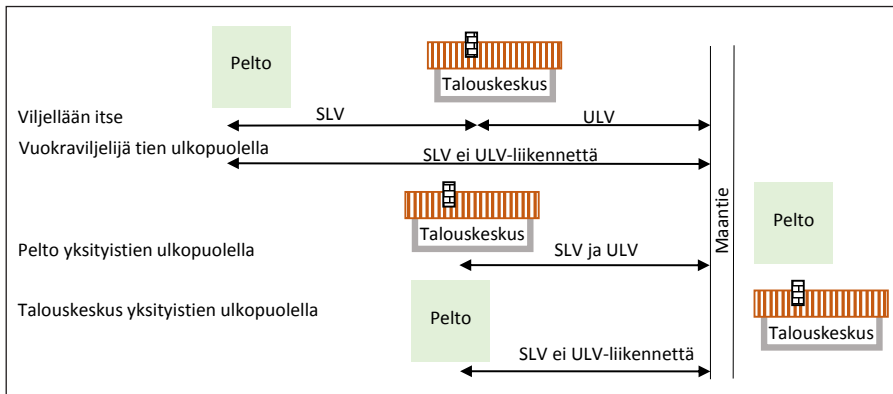 Pelto
Talouskeskus
Viljellään itse
SLV
ULV
Vuokraviljelijä tien ulkopuolella
SLV ei ULV-liikennettä
Maantie
Talouskeskus
Pelto
Pelto yksityistien ulkopuolella
SLV ja ULV
Talouskeskus yksityistien ulkopuolella
Pelto
Talouskeskus
SLV ei ULV-liikennettä